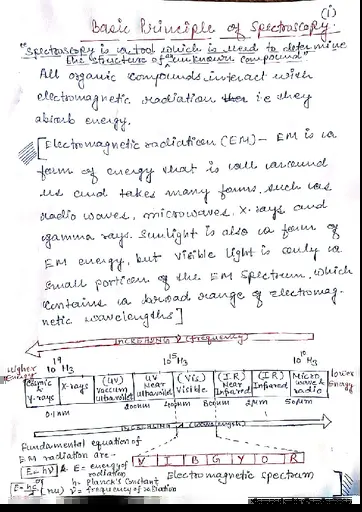 (1)
Basic Principle of Spectroscopy.
"Spectroscopy is a tool which is used to determine
the structure of an unknown compound"
All organic compounds interact with
electromagnetic radiation i.e they
absorb energy.
[Electromagnetic radiation (EM) - EM is a
form of energy that is all around
us and takes many forms, such as
radio waves, microwaves, X-rays and
gamma rays. Sunlight is also a form of
EM energy, but visible light is only a
small portion of the EM Spectrum, which
contains a broad range of electromag-
netic wavelengths]
INCREASING ν (frequency)
Higher Energy 10^19 Hz 10^15 Hz 10^10 Hz Lower Energy
Cosmic & γ-rays | X-rays | (UV) Vaccum Ultraviolet | UV Near Ultraviolet | (Vis) Visible | (IR) Near Infrared | (IR) Infrared | Micro wave & radio
0.1nm 200nm 400nm 800nm 2μm 50μm
INCREASING (wavelength)
Fundamental equation of
EM radiation are-
E = hν E = energy of
radiation
V I B G Y O R
h = Planck's Constant
Electromagnetic spectrum
(nu) ν = frequency of radiation